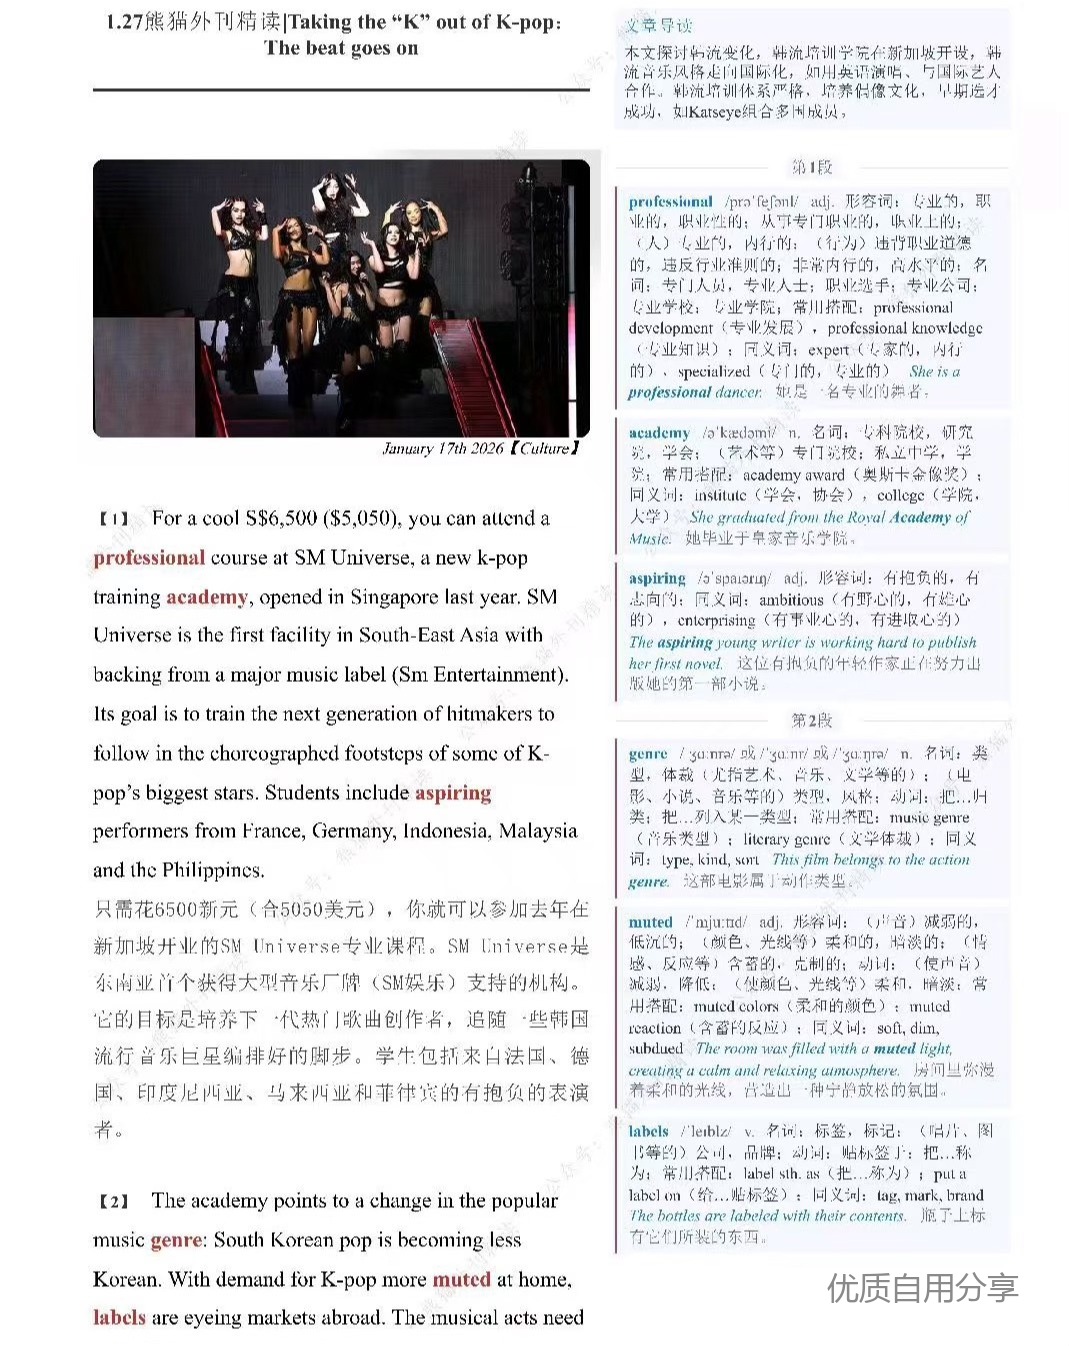 1.27熊猫外刊精读|Taking the “K” out of K-pop:
The beat goes on
January 17th 2026【Culture】
【1】 For a cool S$6,500 ($5,050), you can attend a
professional course at SM Universe, a new k-pop
training academy, opened in Singapore last year. SM
Universe is the first facility in South-East Asia with
backing from a major music label (Sm Entertainment).
Its goal is to train the next generation of hitmakers to
follow in the choreographed footsteps of some of K-
pop’s biggest stars. Students include aspiring
performers from France, Germany, Indonesia, Malaysia
and the Philippines.
只需花6500新元（合5050美元），你就可以参加去年在
新加坡开业的SM Universe专业课程。SM Universe是
东南亚首个获得大型音乐厂牌（SM娱乐）支持的机构。
它的目标是培养下一代热门歌曲创作者，追随一些韩国
流行音乐巨星编排好的脚步。学生包括来自法国、德
国、印度尼西亚、马来西亚和菲律宾的有抱负的表演
者。
【2】 The academy points to a change in the popular
music genre: South Korean pop is becoming less
Korean. With demand for K-pop more muted at home,
labels are eyeing markets abroad. The musical acts need
文章导读
本文探讨韩流变化，韩流培训学院在新加坡开设，韩
流音乐风格走向国际化，如用英语演唱、与国际艺人
合作。韩流培训体系严格，培养偶像文化，早期选才
成功，如Katseye组合多国成员。
第1段
professional /prəˈfeʃənl/ adj. 形容词：专业的，职
业的，职业性的；从事专门职业的，职业上的；
（人）专业的，内行的；（行为）违背职业道德
的，违反行业准则的；非常内行的，高水平的；名
词：专门人员，专业人士；职业选手；专业公司；
专业学校；专业学院；常用搭配：professional
development（专业发展），professional knowledge
（专业知识）；同义词：expert（专家的，内行
的）、specialized（专门的，专业的） She is a
professional dancer. 她是一名专业的舞者。
academy /əˈkædəmi/ n. 名词：专科院校，研究
院，学会；（艺术等）专门院校；私立中学，学
院；常用搭配：academy award（奥斯卡金像奖）；
同义词：institute（学会，协会），college（学院，
大学） She graduated from the Royal Academy of
Music. 她毕业于皇家音乐学院。
aspiring /əˈspaɪərɪŋ/ adj. 形容词：有抱负的，有
志向的；同义词：ambitious（有野心的，有雄心
的），enterprising（有事业心的，有进取心的）
The aspiring young writer is working hard to publish
her first novel. 这位有抱负的年轻作家正在努力出
版她的第一部小说。
第2段
genre /ˈʒɑːnrə/ 或 /ˈʒɑːnr/ 或 /ˈʒɑːŋrə/ n. 名词：类
型，体裁（尤指艺术、音乐、文学等的）；（电
影、小说、音乐等的）类型，风格；动词：把...归
类；把...列入某一类型；常用搭配：music genre
（音乐类型）；literary genre（文学体裁）；同义
词：type, kind, sort This film belongs to the action
genre. 这部电影属于动作类型。
muted /ˈmjuːtɪd/ adj. 形容词：（声音）减弱的，
低沉的；（颜色、光线等）柔和的，暗淡的；（情
感、反应等）含蓄的，克制的；动词：（使声音）
减弱，降低；（使颜色、光线等）柔和，暗淡；常
用搭配：muted colors（柔和的颜色）；muted
reaction（含蓄的反应）；同义词：soft, dim,
subdued The room was filled with a muted light,
creating a calm and relaxing atmosphere. 房间里弥漫
着柔和的光线，营造出一种宁静放松的氛围。
labels /ˈleɪblz/ v. 名词：标签，标记；（唱片、图
书等的）公司，品牌；动词：贴标签于；把...称
为；常用搭配：label sth. as（把...称为）；put a
label on（给...贴标签）；同义词：tag, mark, brand
The bottles are labeled with their contents. 瓶子上标
有它们所装的东西。
优质自用分享